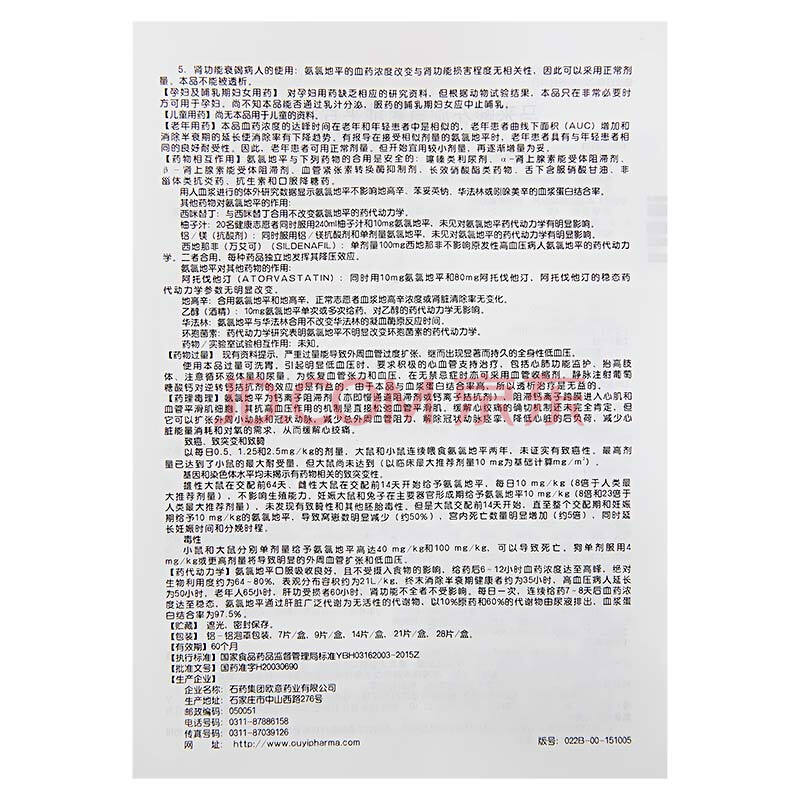 5. 肾功能衰竭病人的使用：氨氯地平的血药浓度改变与肾功能损害程度无相关性，因此可以采用正常剂
量。本品不能被透析。
【孕妇及哺乳期妇女用药】 对孕妇用药缺乏相应的研究资料，但根据动物试验结果，本品只在非常必要时
方可用于孕妇。尚不知本品能否通过乳汁分泌，服药的哺乳期妇女应中止哺乳。
【儿童用药】尚无本品用于儿童的资料。
【老年用药】本品血药浓度的达峰时间在老年和年轻患者中是相似的。老年患者曲线下面积（AUC）增加和
消除半衰期的延长使消除率有下降趋势。有报导在接受相似剂量的氨氯地平时，老年患者具有与年轻患者相
同的良好耐受性。因此，老年患者可用正常剂量。但开始宜用较小剂量，再逐渐增量为妥。
【药物相互作用】氨氯地平与下列药物的合用是安全的：噻嗪类利尿剂、α-肾上腺素能受体阻滞剂、
β-肾上腺素能受体阻滞剂、血管紧张素转换酶抑制剂、长效硝酸酯类药物、舌下含服硝酸甘油、非
甾体类抗炎药、抗生素和口服降糖药。
用人血浆进行的体外研究数据显示氨氯地平不影响地高辛、苯妥英钠、华法林或吲哚美辛的血浆蛋白结合率。
其他药物对氨氯地平的作用：
西咪替丁：与西咪替丁合用不改变氨氯地平的药代动力学。
柚子汁：20名健康志愿者同时服用240ml柚子汁和10mg氨氯地平，未见对氨氯地平药代动力学有明显影响。
铝/镁（抗酸剂）：同时服用铝/镁抗酸剂和单剂量氨氯地平，未见对氨氯地平的药代动力学有明显影响。
西地那非（万艾可）（SILDENAFIL）：单剂量100mg西地那非不影响原发性高血压病人氨氯地平的药代动力
学。二者合用，每种药品独立地发挥其降压效应。
氨氯地平对其他药物的作用：
阿托伐他汀（ATORVASTATIN）：同时用10mg氨氯地平和80mg阿托伐他汀，阿托伐他汀的稳态药
代动力学参数无明显改变。
地高辛：合用氨氯地平和地高辛，正常志愿者血浆地高辛浓度或肾脏清除率无变化。
乙醇（酒精）：10mg氨氯地平单次或多次给药，对乙醇的药代动力学无影响。
华法林：氨氯地平与华法林合用不改变华法林的凝血酶原反应时间。
环孢菌素：药代动力学研究表明氨氯地平不明显改变环孢菌素的药代动力学。
药物/实验室试验相互作用：未知。
【药物过量】 现有资料提示，严重过量能导致外周血管过度扩张，继而出现显著而持久的全身性低血压。
使用本品过量可洗胃。引起明显低血压时，要求积极的心血管支持治疗，包括心肺功能监护、抬高肢
体、注意循环液体量和尿量。为恢复血管张力和血压，在无禁忌症时亦可采用血管收缩剂。静脉注射葡萄
糖酸钙对逆转钙拮抗剂的效应也是有益的。由于本品与血浆蛋白结合率高，所以透析治疗是无益的。
【药理毒理】氨氯地平为钙离子阻滞剂（亦即慢通道阻滞剂或钙离子拮抗剂），阻滞钙离子跨膜进入心肌和
血管平滑肌细胞。其抗高血压作用的机制是直接松弛血管平滑肌，缓解心绞痛的确切机制还未完全肯定，但
它可以扩张外周小动脉和冠状动脉，减少总外周血管阻力，解除冠状动脉痉挛，降低心脏的后负荷，减少心
脏能量消耗和对氧的需求，从而缓解心绞痛。
致癌、致突变和致畸
以每日0.5、1.25和2.5mg/kg的剂量，大鼠和小鼠连续喂食氨氯地平两年，未证实有致癌性。最高剂
量已达到了小鼠的最大耐受量，但大鼠尚未达到（以临床最大推荐剂量10 mg为基础计算mg/m²）。
基因和染色体水平均未揭示有药物相关的致突变性。
雄性大鼠在交配前64天、雌性大鼠在交配前14天开始给予氨氯地平，每日10 mg/kg（8倍于人类最
大推荐剂量），不影响生殖能力。妊娠大鼠和兔子在主要器官形成期给予氨氯地平10 mg/kg（8倍和23倍于
人类最大推荐剂量），未发现有致畸性和其他胚胎毒性。但是大鼠交配前14天开始，直至整个交配期和妊娠
期给予10 mg/kg的氨氯地平，导致窝崽数明显减少（约50%），宫内死亡数量明显增加（约5倍），同时延
长妊娠时间和分娩时程。
毒性
小鼠和大鼠分别单剂量给予氨氯地平高达40 mg/kg和100 mg/kg，可以导致死亡，狗单剂服用4
mg/kg或更高剂量将导致明显的外周血管扩张和低血压。
【药代动力学】氨氯地平口服吸收良好，且不受摄入食物的影响，给药后6-12小时血药浓度达至高峰，绝对
生物利用度约为64-80%，表观分布容积约为21L/kg，终末消除半衰期健康者约为35小时，高血压病人延长
为50小时，老年人65小时，肝功受损者60小时，肾功能不全者不受影响。每日一次，连续给药7-8天后血药浓
度达至稳态，氨氯地平通过肝脏广泛代谢为无活性的代谢物，以10%原药和60%的代谢物由尿液排出，血浆蛋
白结合率为97.5%。
【贮藏】 遮光，密封保存。
【包装】 铝-铝泡罩包装，7片/盒，9片/盒，14片/盒，21片/盒，28片/盒。
【有效期】60个月
【执行标准】国家食品药品监督管理局标准YBH03162003-2015Z
【批准文号】国药准字H20030690
【生产企业】
企业名称：石药集团欧意药业有限公司
生产地址：石家庄市中山西路276号
邮政编码：050051
电话号码：0311-87886158
传真号码：0311-87039126
网 址：http://www.ouyipharma.com
版号：022B-00-151005
JD.COM 京东